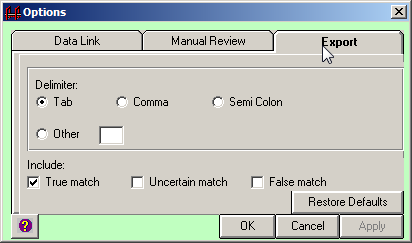 Options
Data Link Manual Review Export
Delimiter:
Tab Comma Semi Colon
Other
Include:
True match Uncertain match False match
Restore Defaults
? OK Cancel Apply